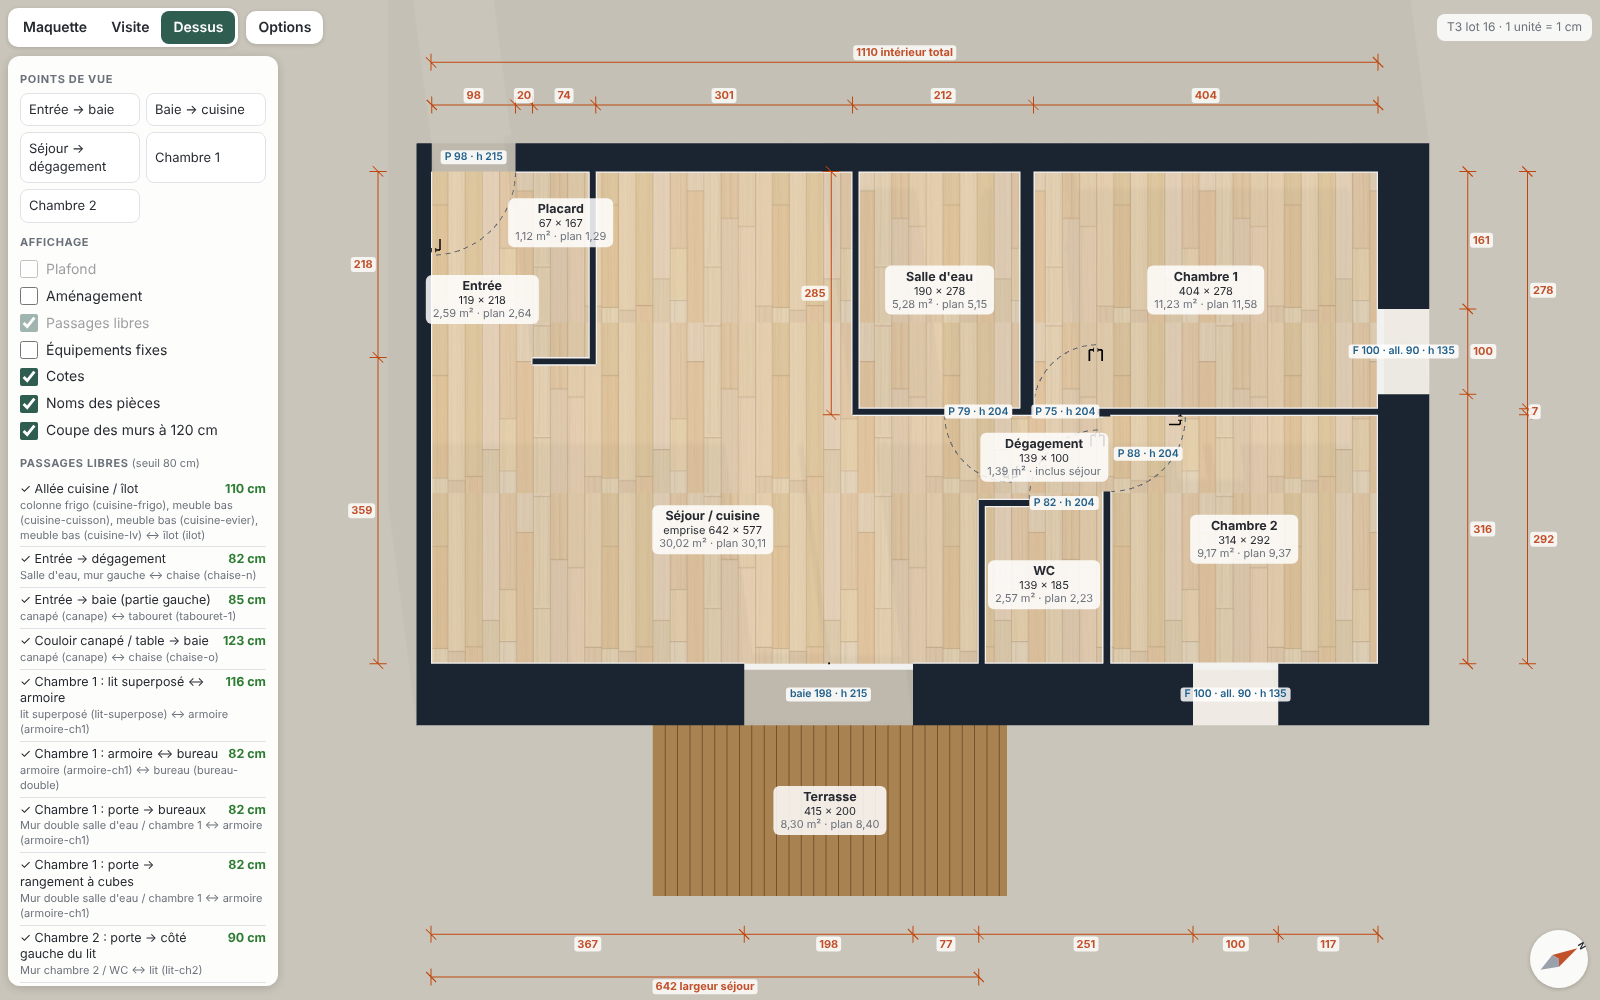 Maquette
Visite
Dessus
Options
T3 lot 16 · 1 unité = 1 cm
POINTS DE VUE
Entrée → baie
Baie → cuisine
Séjour →
dégagement
Chambre 1
Chambre 2
AFFICHAGE
Plafond
Aménagement
Passages libres
Équipements fixes
Cotes
Noms des pièces
Coupe des murs à 120 cm
PASSAGES LIBRES (seuil 80 cm)
✓ Allée cuisine / îlot 110 cm
colonne frigo (cuisine-frigo), meuble bas
(cuisine-cuisson), meuble bas (cuisine-evier),
meuble bas (cuisine-lv) ↔ îlot (ilot)
✓ Entrée → dégagement 82 cm
Salle d'eau, mur gauche ↔ chaise (chaise-n)
✓ Entrée → baie (partie gauche) 85 cm
canapé (canape) ↔ tabouret (tabouret-1)
✓ Couloir canapé / table → baie 123 cm
canapé (canape) ↔ chaise (chaise-o)
✓ Chambre 1 : lit superposé ↔ 116 cm
armoire
lit superposé (lit-superpose) ↔ armoire
(armoire-ch1)
✓ Chambre 1 : armoire ↔ bureau 82 cm
armoire (armoire-ch1) ↔ bureau (bureau-
double)
✓ Chambre 1 : porte → bureaux 82 cm
Mur double salle d'eau / chambre 1 ↔ armoire
(armoire-ch1)
✓ Chambre 1 : porte → 82 cm
rangement à cubes
Mur double salle d'eau / chambre 1 ↔ armoire
(armoire-ch1)
✓ Chambre 2 : porte → côté 90 cm
gauche du lit
Mur chambre 2 / WC ↔ lit (lit-ch2)
1110 intérieur total
98
20
74
301
212
404
P 98 · h 215
218
359
Placard
67 × 167
1,12 m² · plan 1,29
Entrée
119 × 218
2,59 m² · plan 2,64
285
Salle d'eau
190 × 278
5,28 m² · plan 5,15
Chambre 1
404 × 278
11,23 m² · plan 11,58
161
278
F 100 · all. 90 · h 135
100
7
P 79 · h 204
P 75 · h 204
Dégagement
139 × 100
1,39 m² · inclus séjour
P 88 · h 204
P 82 · h 204
Séjour / cuisine
emprise 642 × 577
30,02 m² · plan 30,11
Chambre 2
314 × 292
9,17 m² · plan 9,37
316
292
WC
139 × 185
2,57 m² · plan 2,23
baie 198 · h 215
F 100 · all. 90 · h 135
Terrasse
415 × 200
8,30 m² · plan 8,40
367
198
77
251
100
117
642 largeur séjour
N